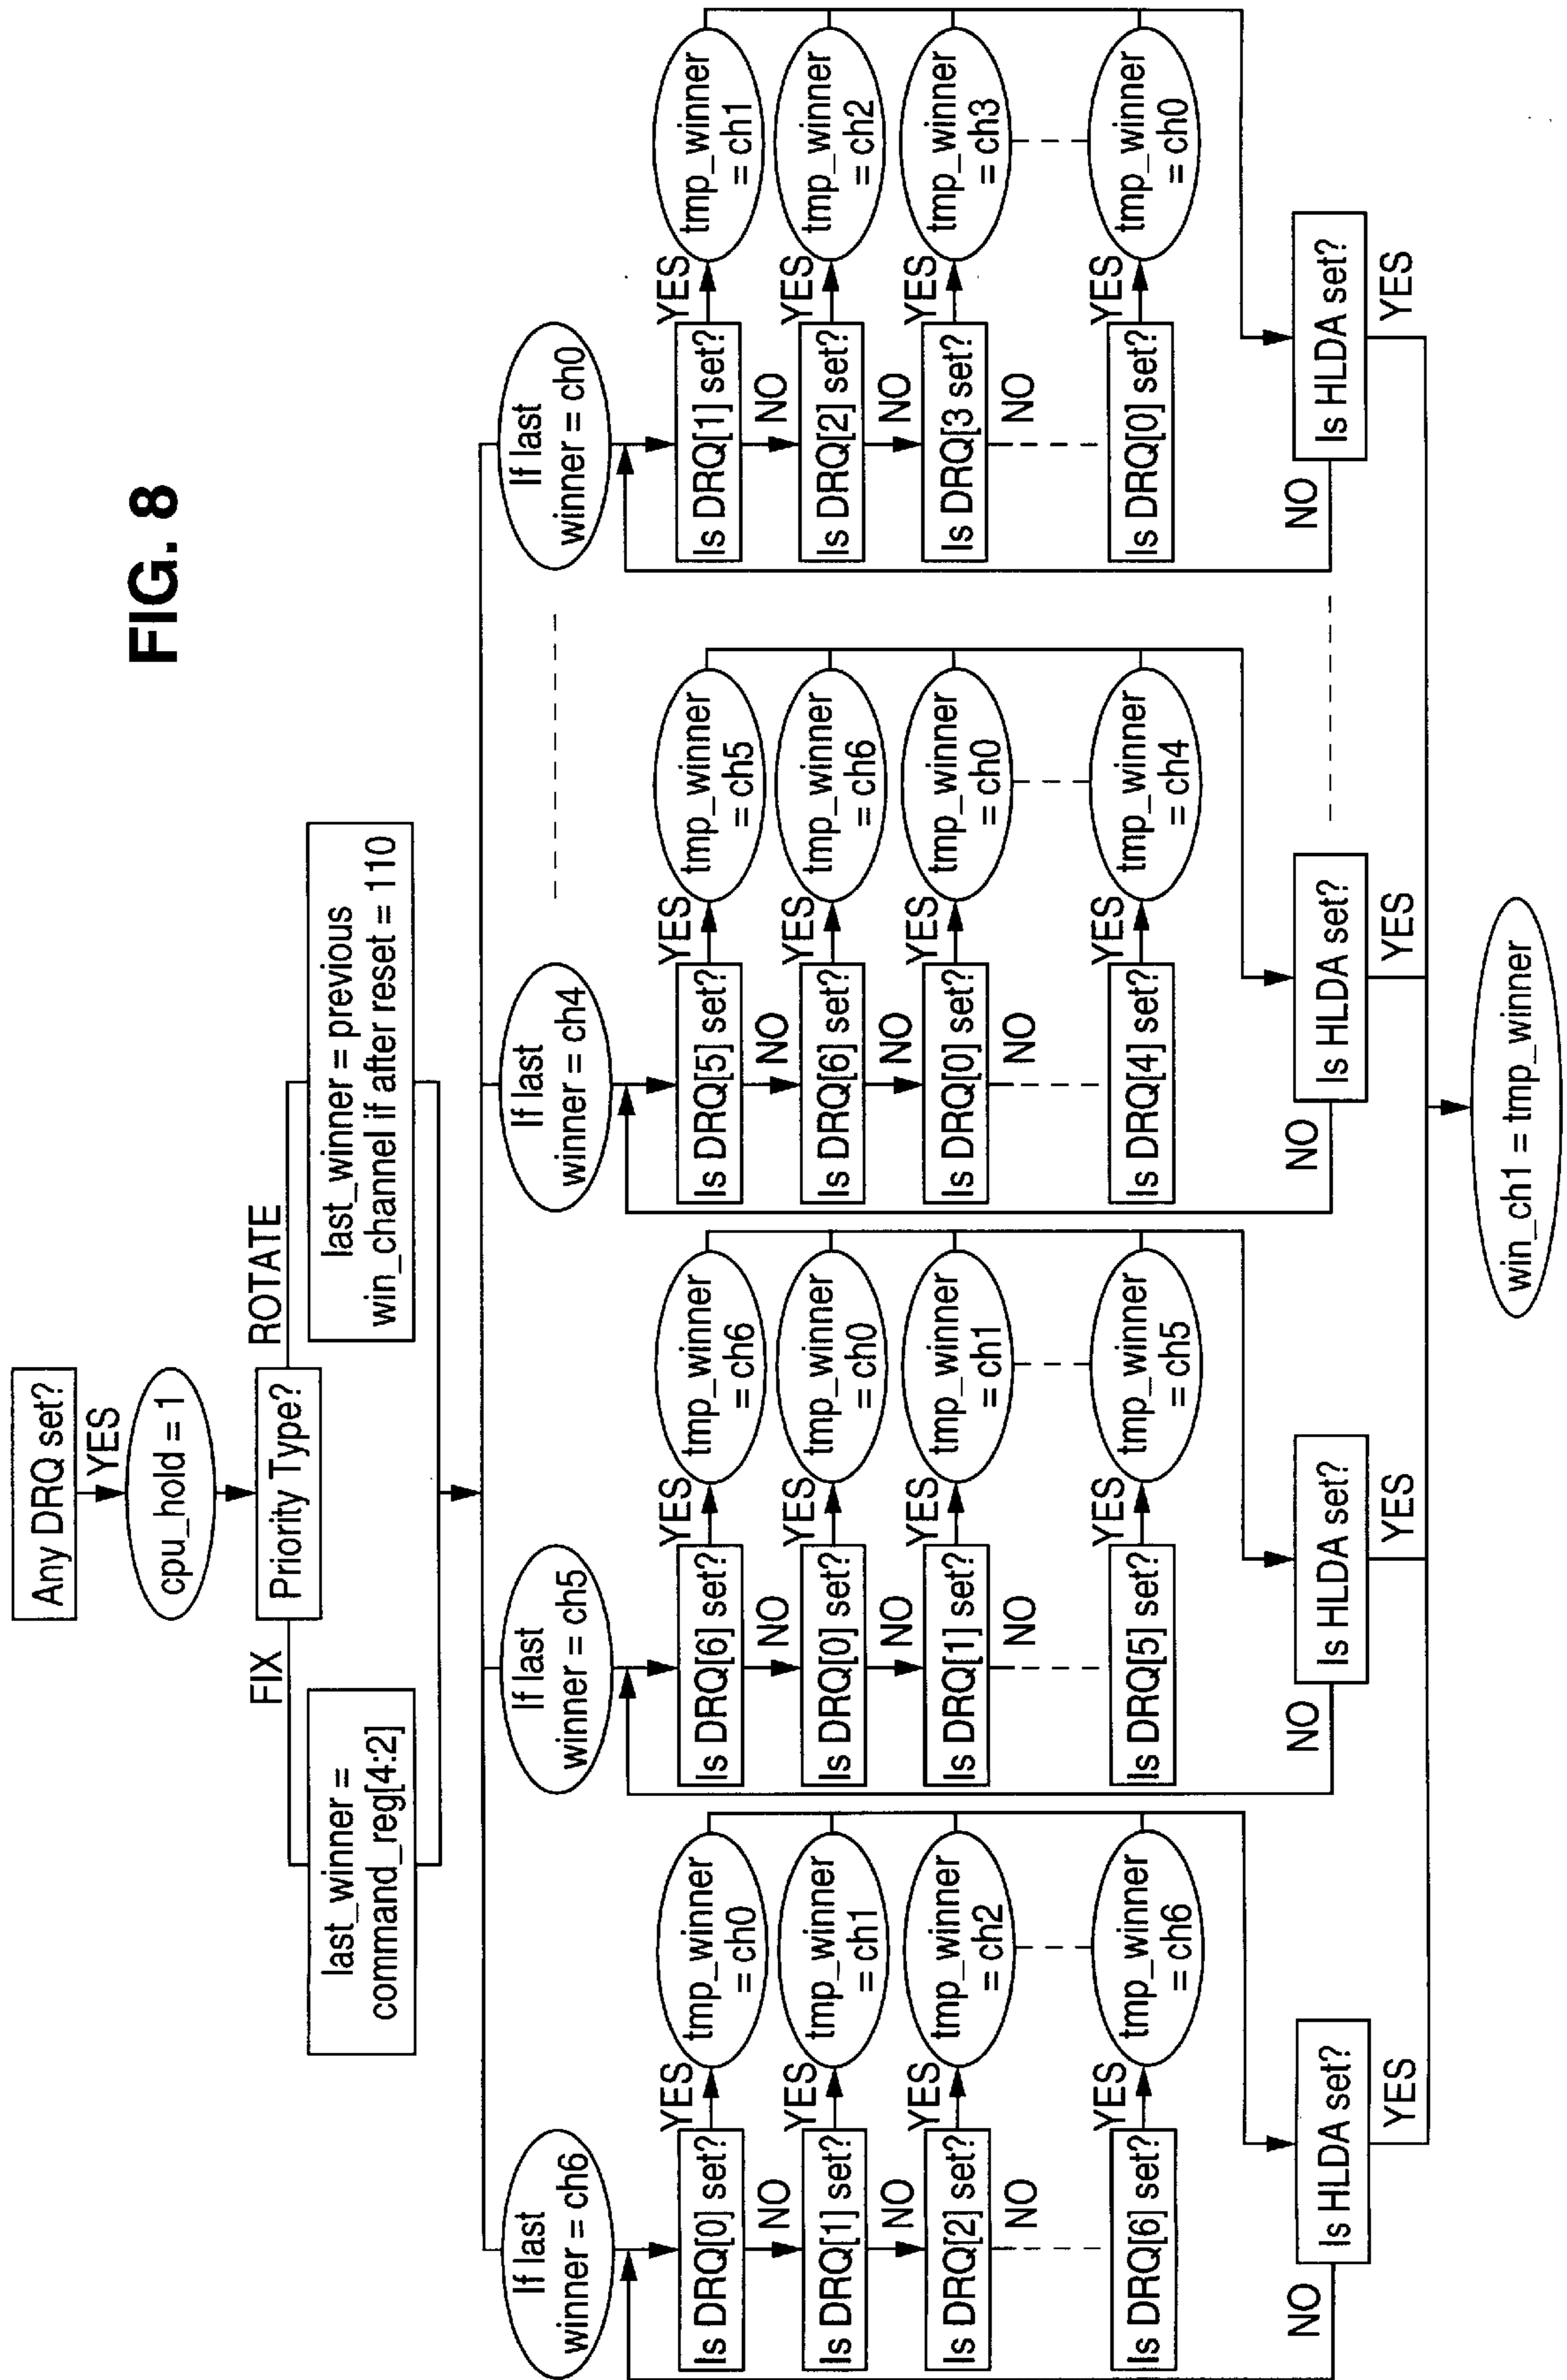 FIG. 8
Any DRQ set?
YES
cpu_hold = 1
Priority Type?
FIX
ROTATE
last_winner =
command_reg[4:2]
last_winner = previous
win_channel if after reset = 110
If last
winner = ch6
Is DRQ[0] set?
YES
tmp_winner
= ch0
NO
Is DRQ[1] set?
YES
tmp_winner
= ch1
NO
Is DRQ[2] set?
YES
tmp_winner
= ch2
NO
Is DRQ[6] set?
YES
tmp_winner
= ch6
Is HLDA set?
NO
YES
If last
winner = ch5
Is DRQ[6] set?
YES
tmp_winner
= ch6
NO
Is DRQ[0] set?
YES
tmp_winner
= ch0
NO
Is DRQ[1] set?
YES
tmp_winner
= ch1
NO
Is DRQ[5] set?
YES
tmp_winner
= ch5
Is HLDA set?
NO
YES
If last
winner = ch4
Is DRQ[5] set?
YES
tmp_winner
= ch5
NO
Is DRQ[6] set?
YES
tmp_winner
= ch6
NO
Is DRQ[0] set?
YES
tmp_winner
= ch0
NO
Is DRQ[4] set?
YES
tmp_winner
= ch4
Is HLDA set?
NO
YES
If last
winner = ch0
Is DRQ[1] set?
YES
tmp_winner
= ch1
NO
Is DRQ[2] set?
YES
tmp_winner
= ch2
NO
Is DRQ[3 set?
YES
tmp_winner
= ch3
NO
Is DRQ[0] set?
YES
tmp_winner
= ch0
Is HLDA set?
NO
YES
win_ch1 = tmp_winner